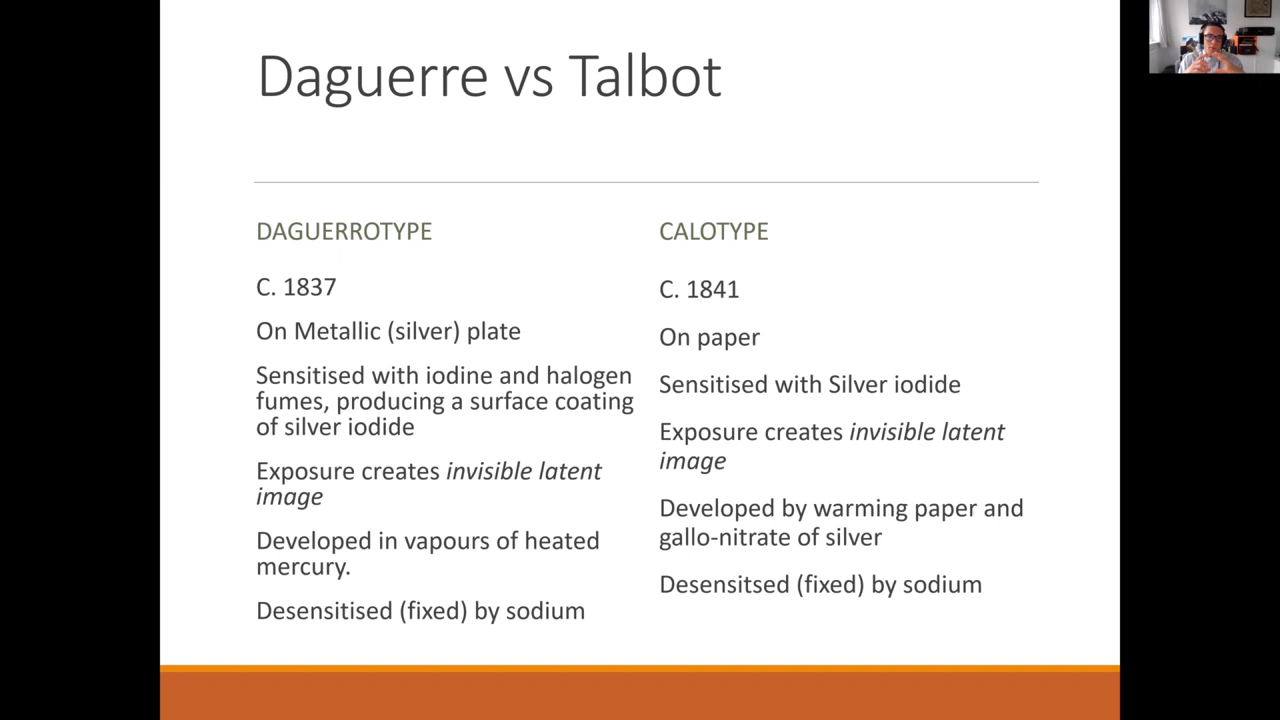 Daguerre vs Talbot
DAGUERROTYPE
C. 1837
On Metallic (silver) plate
Sensitised with iodine and halogen
fumes, producing a surface coating
of silver iodide
Exposure creates invisible latent
image
Developed in vapours of heated
mercury.
Desensitised (fixed) by sodium
CALOTYPE
C. 1841
On paper
Sensitised with Silver iodide
Exposure creates invisible latent
image
Developed by warming paper and
gallo-nitrate of silver
Desensitsed (fixed) by sodium